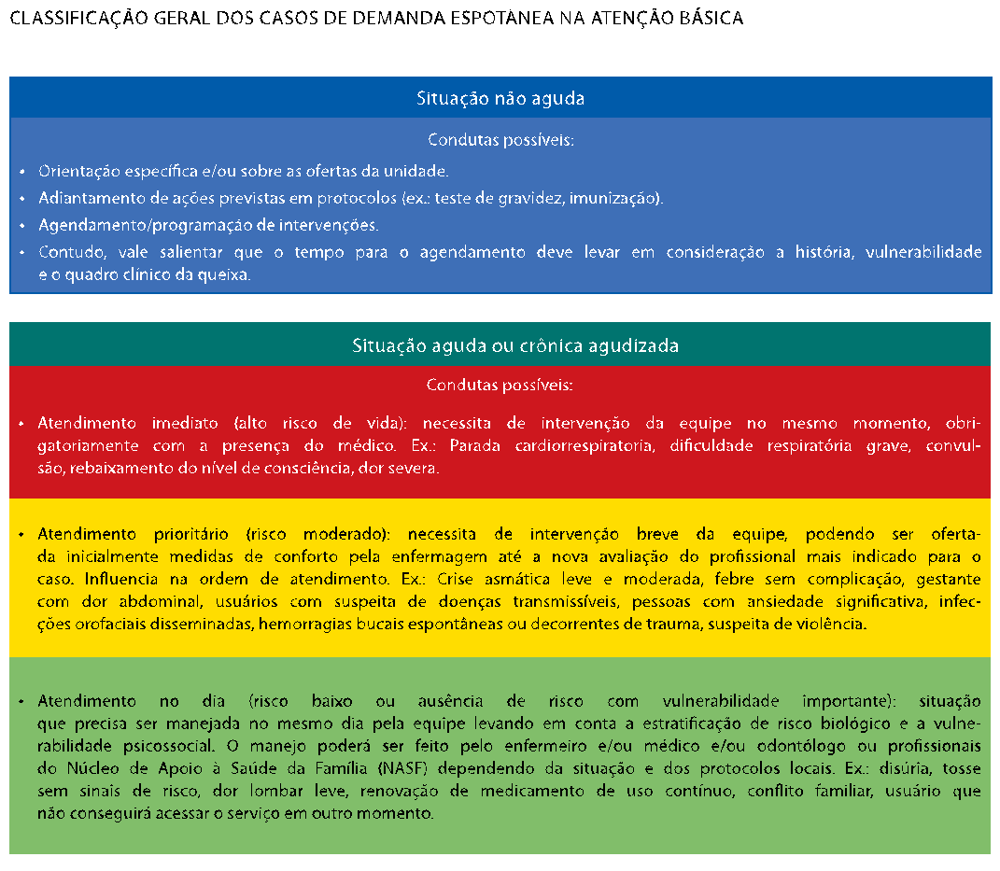 CLASSIFICAÇÃO GERAL DOS CASOS DE DEMANDA ESPOTÂNEA NA ATENÇÃO BÁSICA
Situação não aguda
Condutas possíveis:
• Orientação específica e/ou sobre as ofertas da unidade.
• Adiantamento de ações previstas em protocolos (ex.: teste de gravidez, imunização).
• Agendamento/programação de intervenções.
• Contudo, vale salientar que o tempo para o agendamento deve levar em consideração a história, vulnerabilidade
e o quadro clínico da queixa.
Situação aguda ou crônica agudizada
Condutas possíveis:
• Atendimento imediato (alto risco de vida): necessita de intervenção da equipe no mesmo momento, obri-
gatoriamente com a presença do médico. Ex.: Parada cardiorrespiratoria, dificuldade respiratória grave, convul-
são, rebaixamento do nível de consciência, dor severa.
• Atendimento prioritário (risco moderado): necessita de intervenção breve da equipe, podendo ser oferta-
da inicialmente medidas de conforto pela enfermagem até a nova avaliação do profissional mais indicado para o
caso. Influencia na ordem de atendimento. Ex.: Crise asmática leve e moderada, febre sem complicação, gestante
com dor abdominal, usuários com suspeita de doenças transmissíveis, pessoas com ansiedade significativa, infec-
ções orofaciais disseminadas, hemorragias bucais espontâneas ou decorrentes de trauma, suspeita de violência.
• Atendimento no dia (risco baixo ou ausência de risco com vulnerabilidade importante): situação
que precisa ser manejada no mesmo dia pela equipe levando em conta a estratificação de risco biológico e a vulne-
rabilidade psicossocial. O manejo poderá ser feito pelo enfermeiro e/ou médico e/ou odontólogo ou profissionais
do Núcleo de Apoio à Saúde da Família (NASF) dependendo da situação e dos protocolos locais. Ex.: disúria, tosse
sem sinais de risco, dor lombar leve, renovação de medicamento de uso contínuo, conflito familiar, usuário que
não conseguirá acessar o serviço em outro momento.